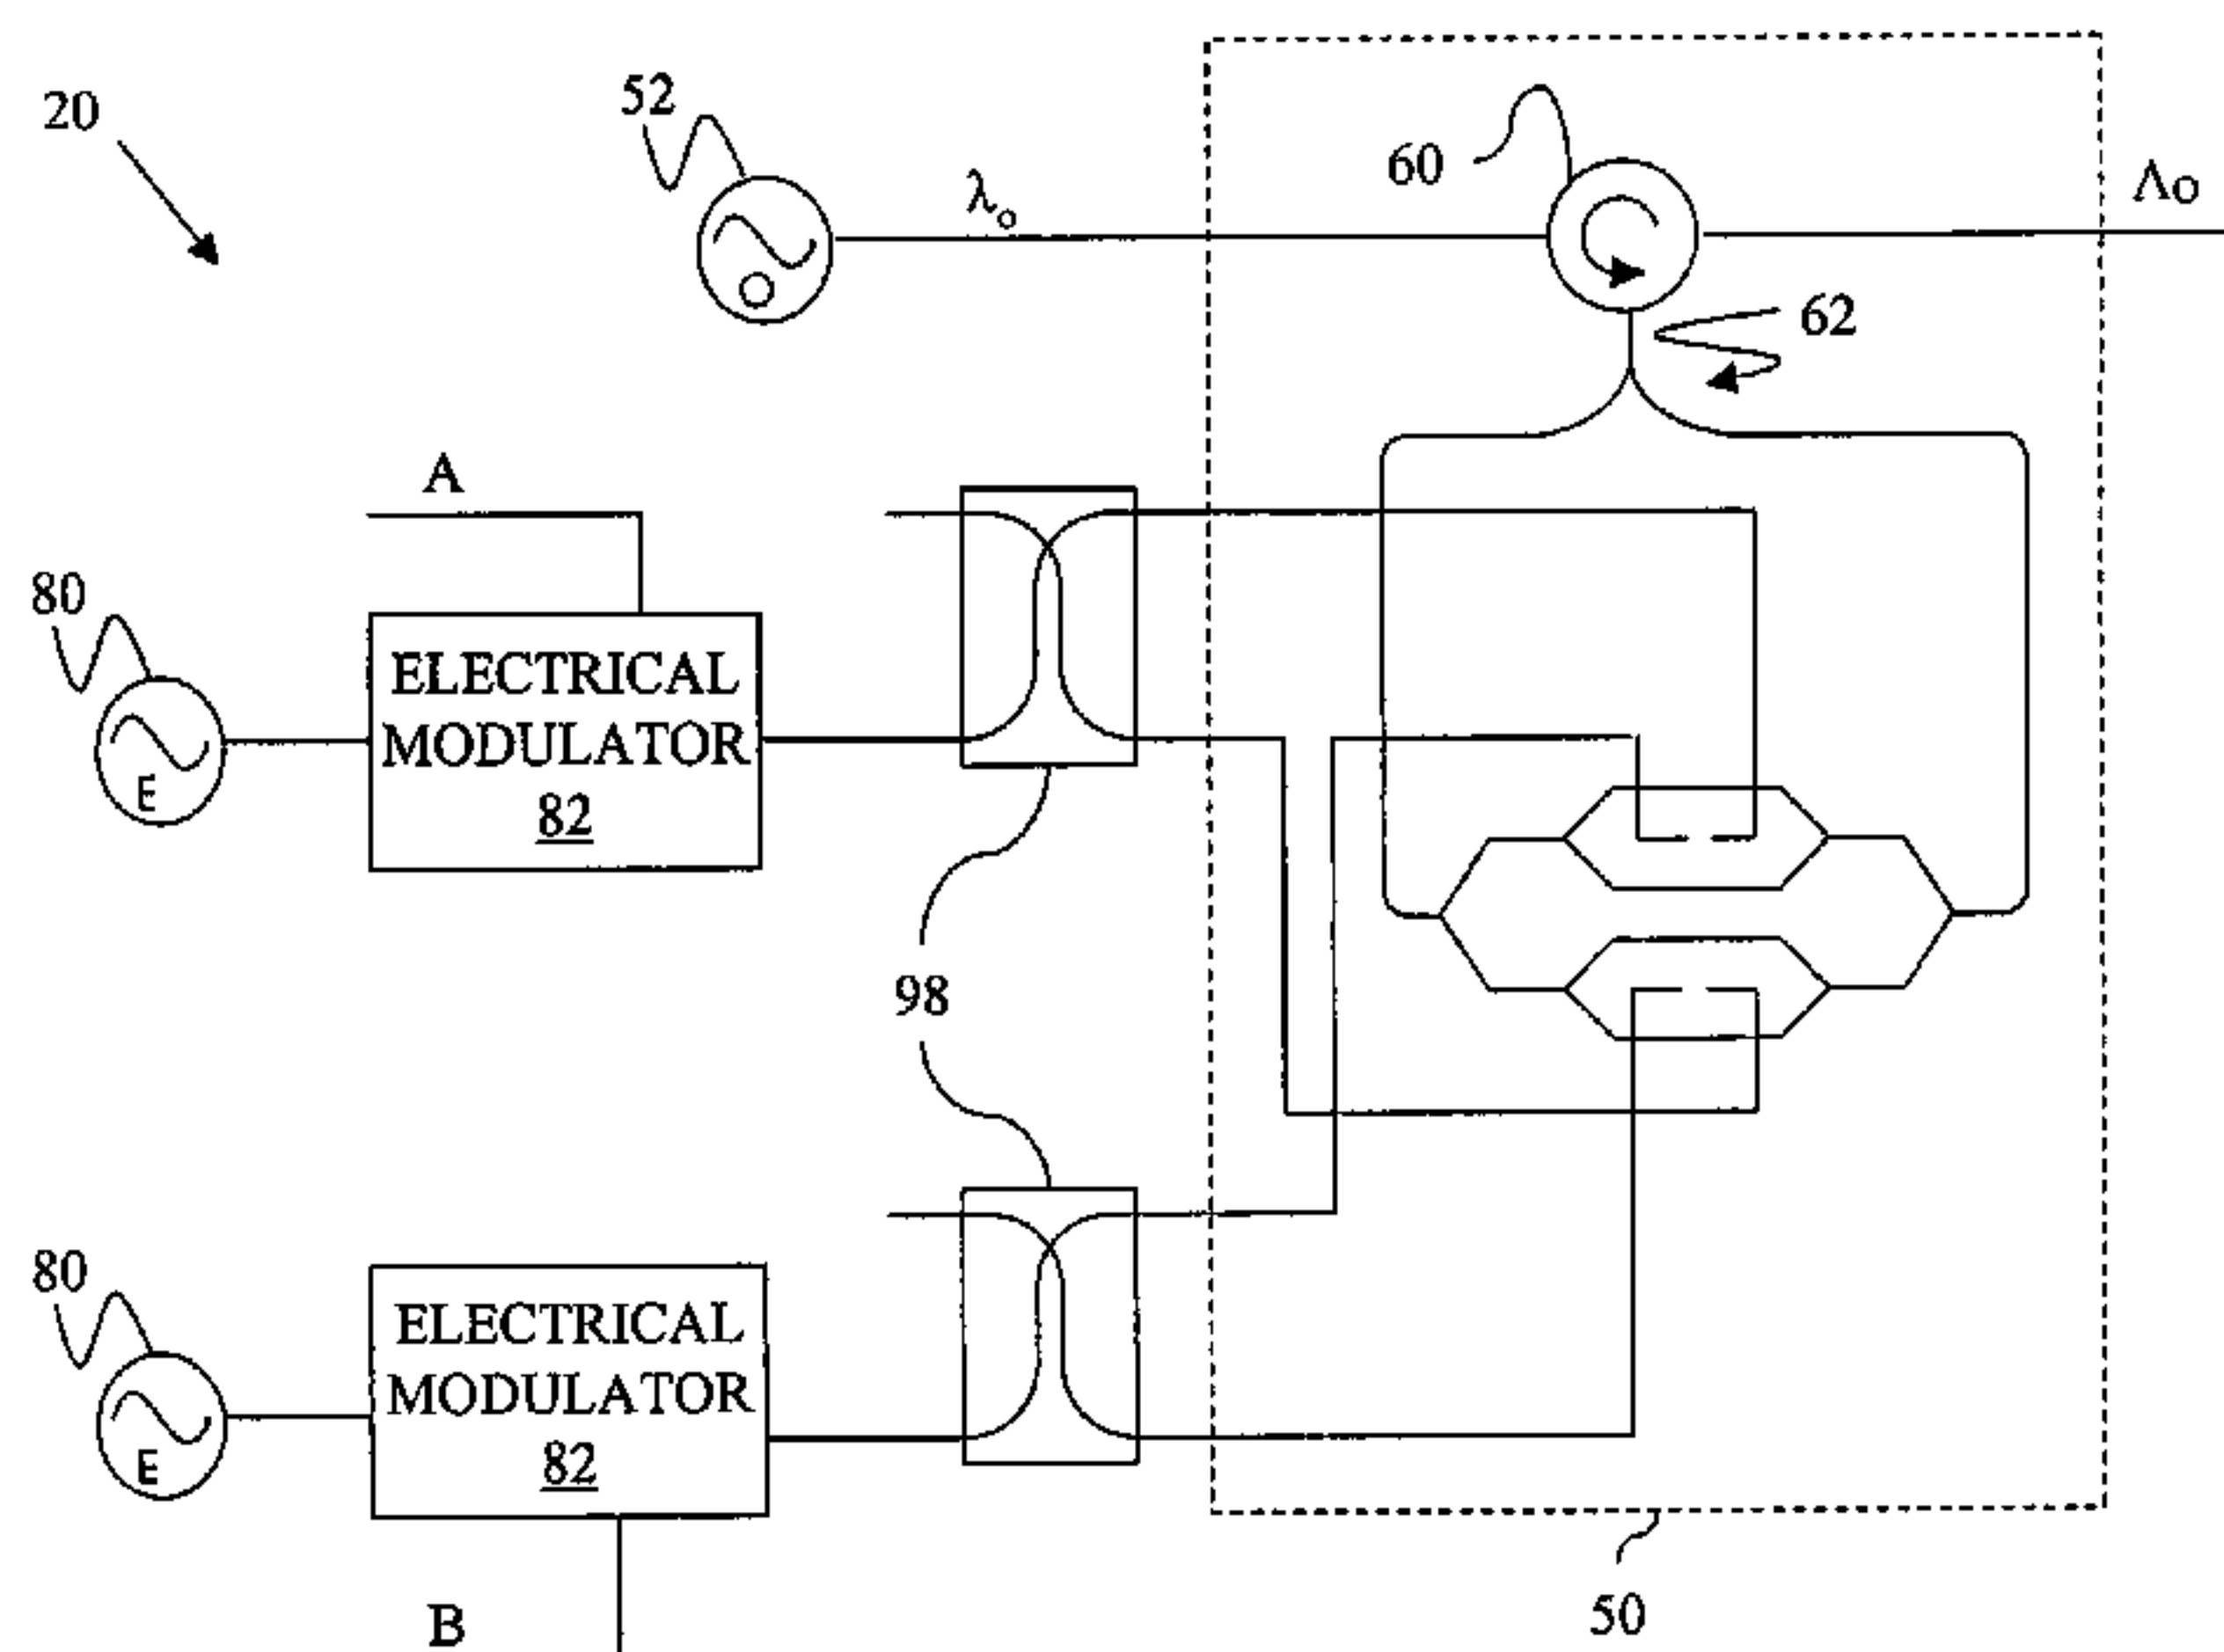 20
52
λo
60
Λo
62
A
80
ELECTRICAL
MODULATOR
82
E
98
80
ELECTRICAL
MODULATOR
82
E
B
50